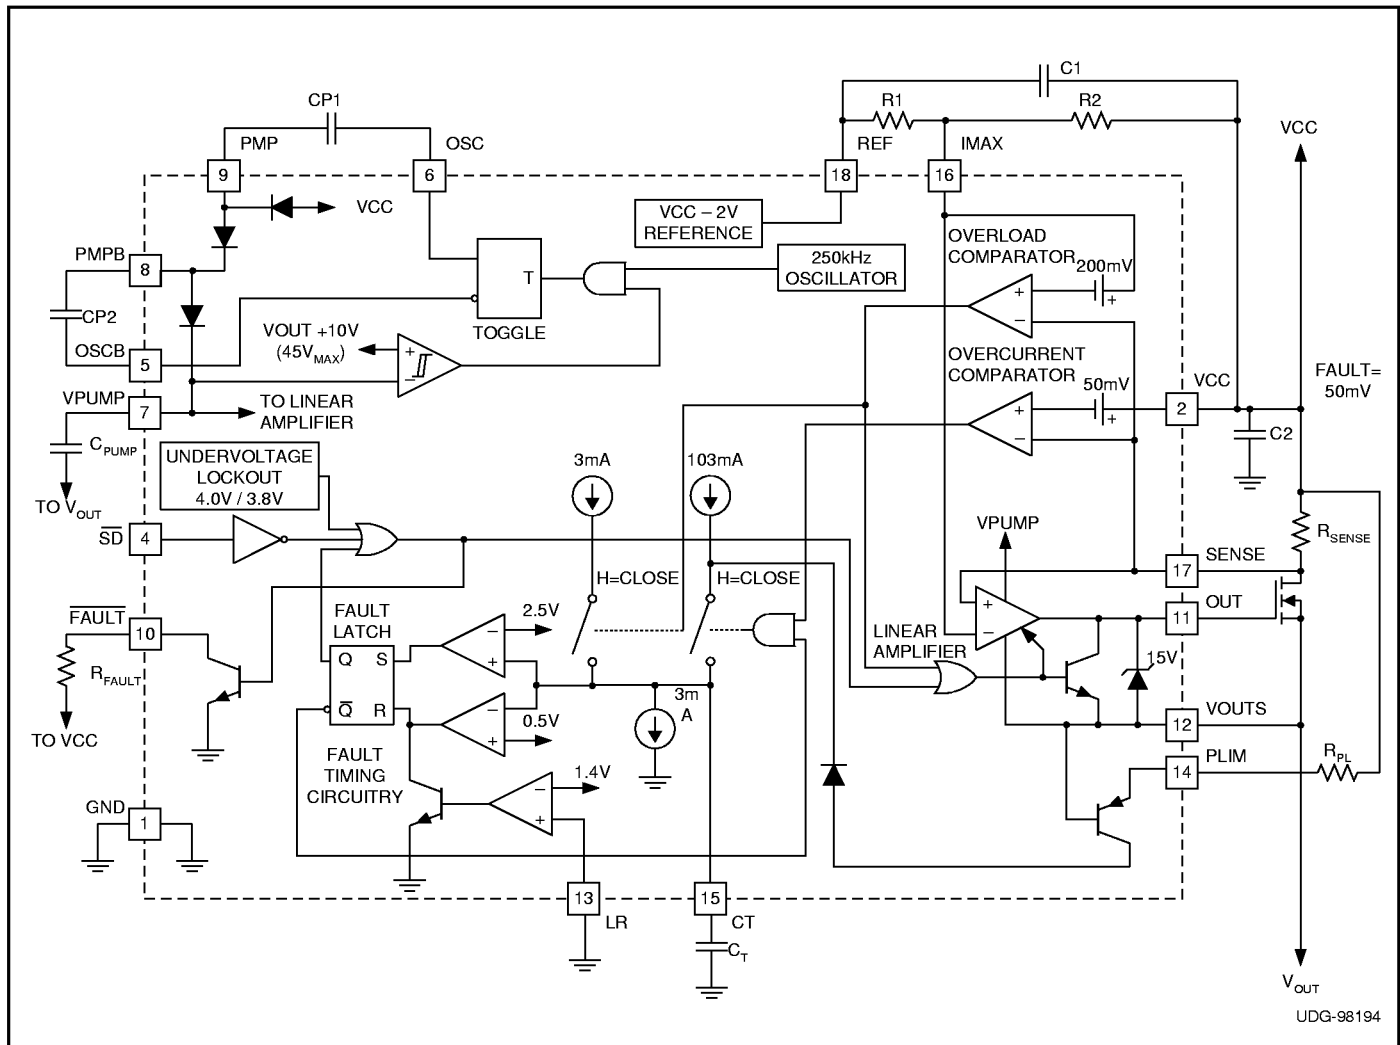 C1
CP1
R1
R2
PMP
OSC
REF
IMAX
VCC
9
6
18
16
VCC
VCC – 2V
REFERENCE
OVERLOAD
COMPARATOR
PMPB
8
T
250kHz
OSCILLATOR
200mV
+
+
–
CP2
TOGGLE
VOUT +10V
(45VMAX)
OSCB
5
+
–
OVERCURRENT
COMPARATOR
FAULT=
50mV
VPUMP
7
TO LINEAR
AMPLIFIER
50mV
VCC
2
+
+
–
CPUMP
C2
UNDERVOLTAGE
LOCKOUT
4.0V / 3.8V
3mA
103mA
TO VOUT
SD
4
VPUMP
RSENSE
SENSE
17
H=CLOSE
H=CLOSE
FAULT
10
FAULT
LATCH
2.5V
–
+
+
–
OUT
11
LINEAR
AMPLIFIER
RFAULT
Q
S
Q
R
15V
3m
A
–
+
0.5V
VOUTS
12
TO VCC
FAULT
TIMING
CIRCUITRY
1.4V
–
+
PLIM
14
RPL
GND
1
13
LR
15
CT
CT
VOUT
UDG-98194